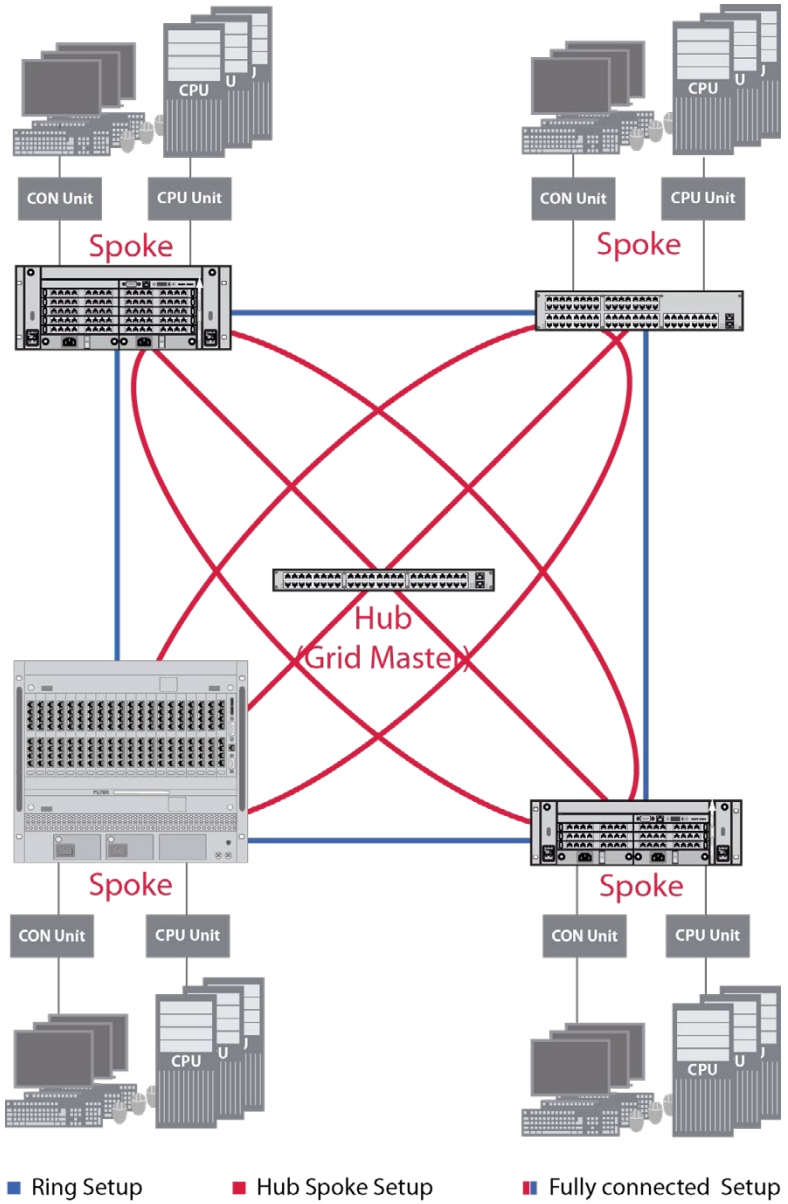 CPU
U
U
CPU
U
U
CON Unit
CPU Unit
CON Unit
CPU Unit
Spoke
Spoke
Hub
(Grid Master)
FILTER
Spoke
Spoke
CON Unit
CPU Unit
CON Unit
CPU Unit
CPU
U
CPU
U
Ring Setup
Hub Spoke Setup
Fully connected Setup